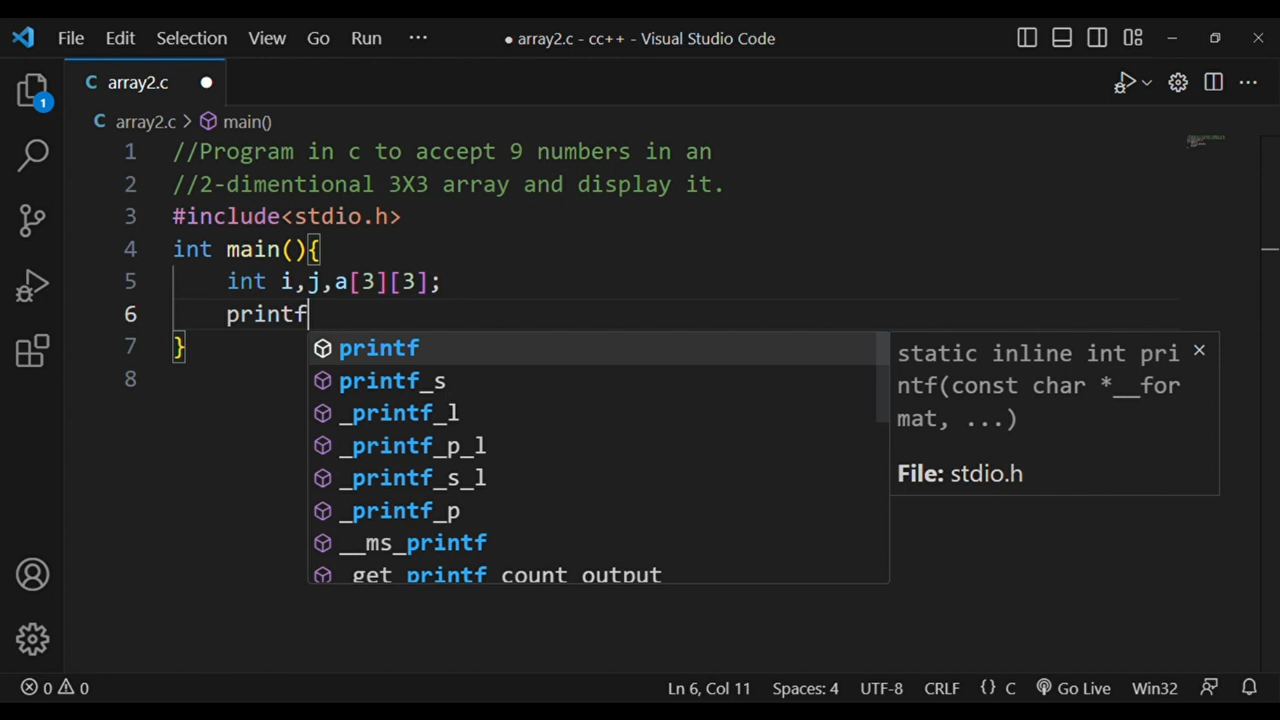 File Edit Selection View Go Run ··· ● array2.c - cc++ - Visual Studio Code
C array2.c ●
C array2.c > main()
1 //Program in c to accept 9 numbers in an
2 //2-dimentional 3X3 array and display it.
3 #include<stdio.h>
4 int main(){
5 int i,j,a[3][3];
6 printf
7 }
8
printf
printf_s
_printf_l
_printf_p_l
_printf_s_l
_printf_p
__ms_printf
_get_printf_count_output
static inline int pri
ntf(const char *__for
mat, ...)
File: stdio.h
1
0 0 Ln 6, Col 11 Spaces: 4 UTF-8 CRLF {} C Go Live Win32